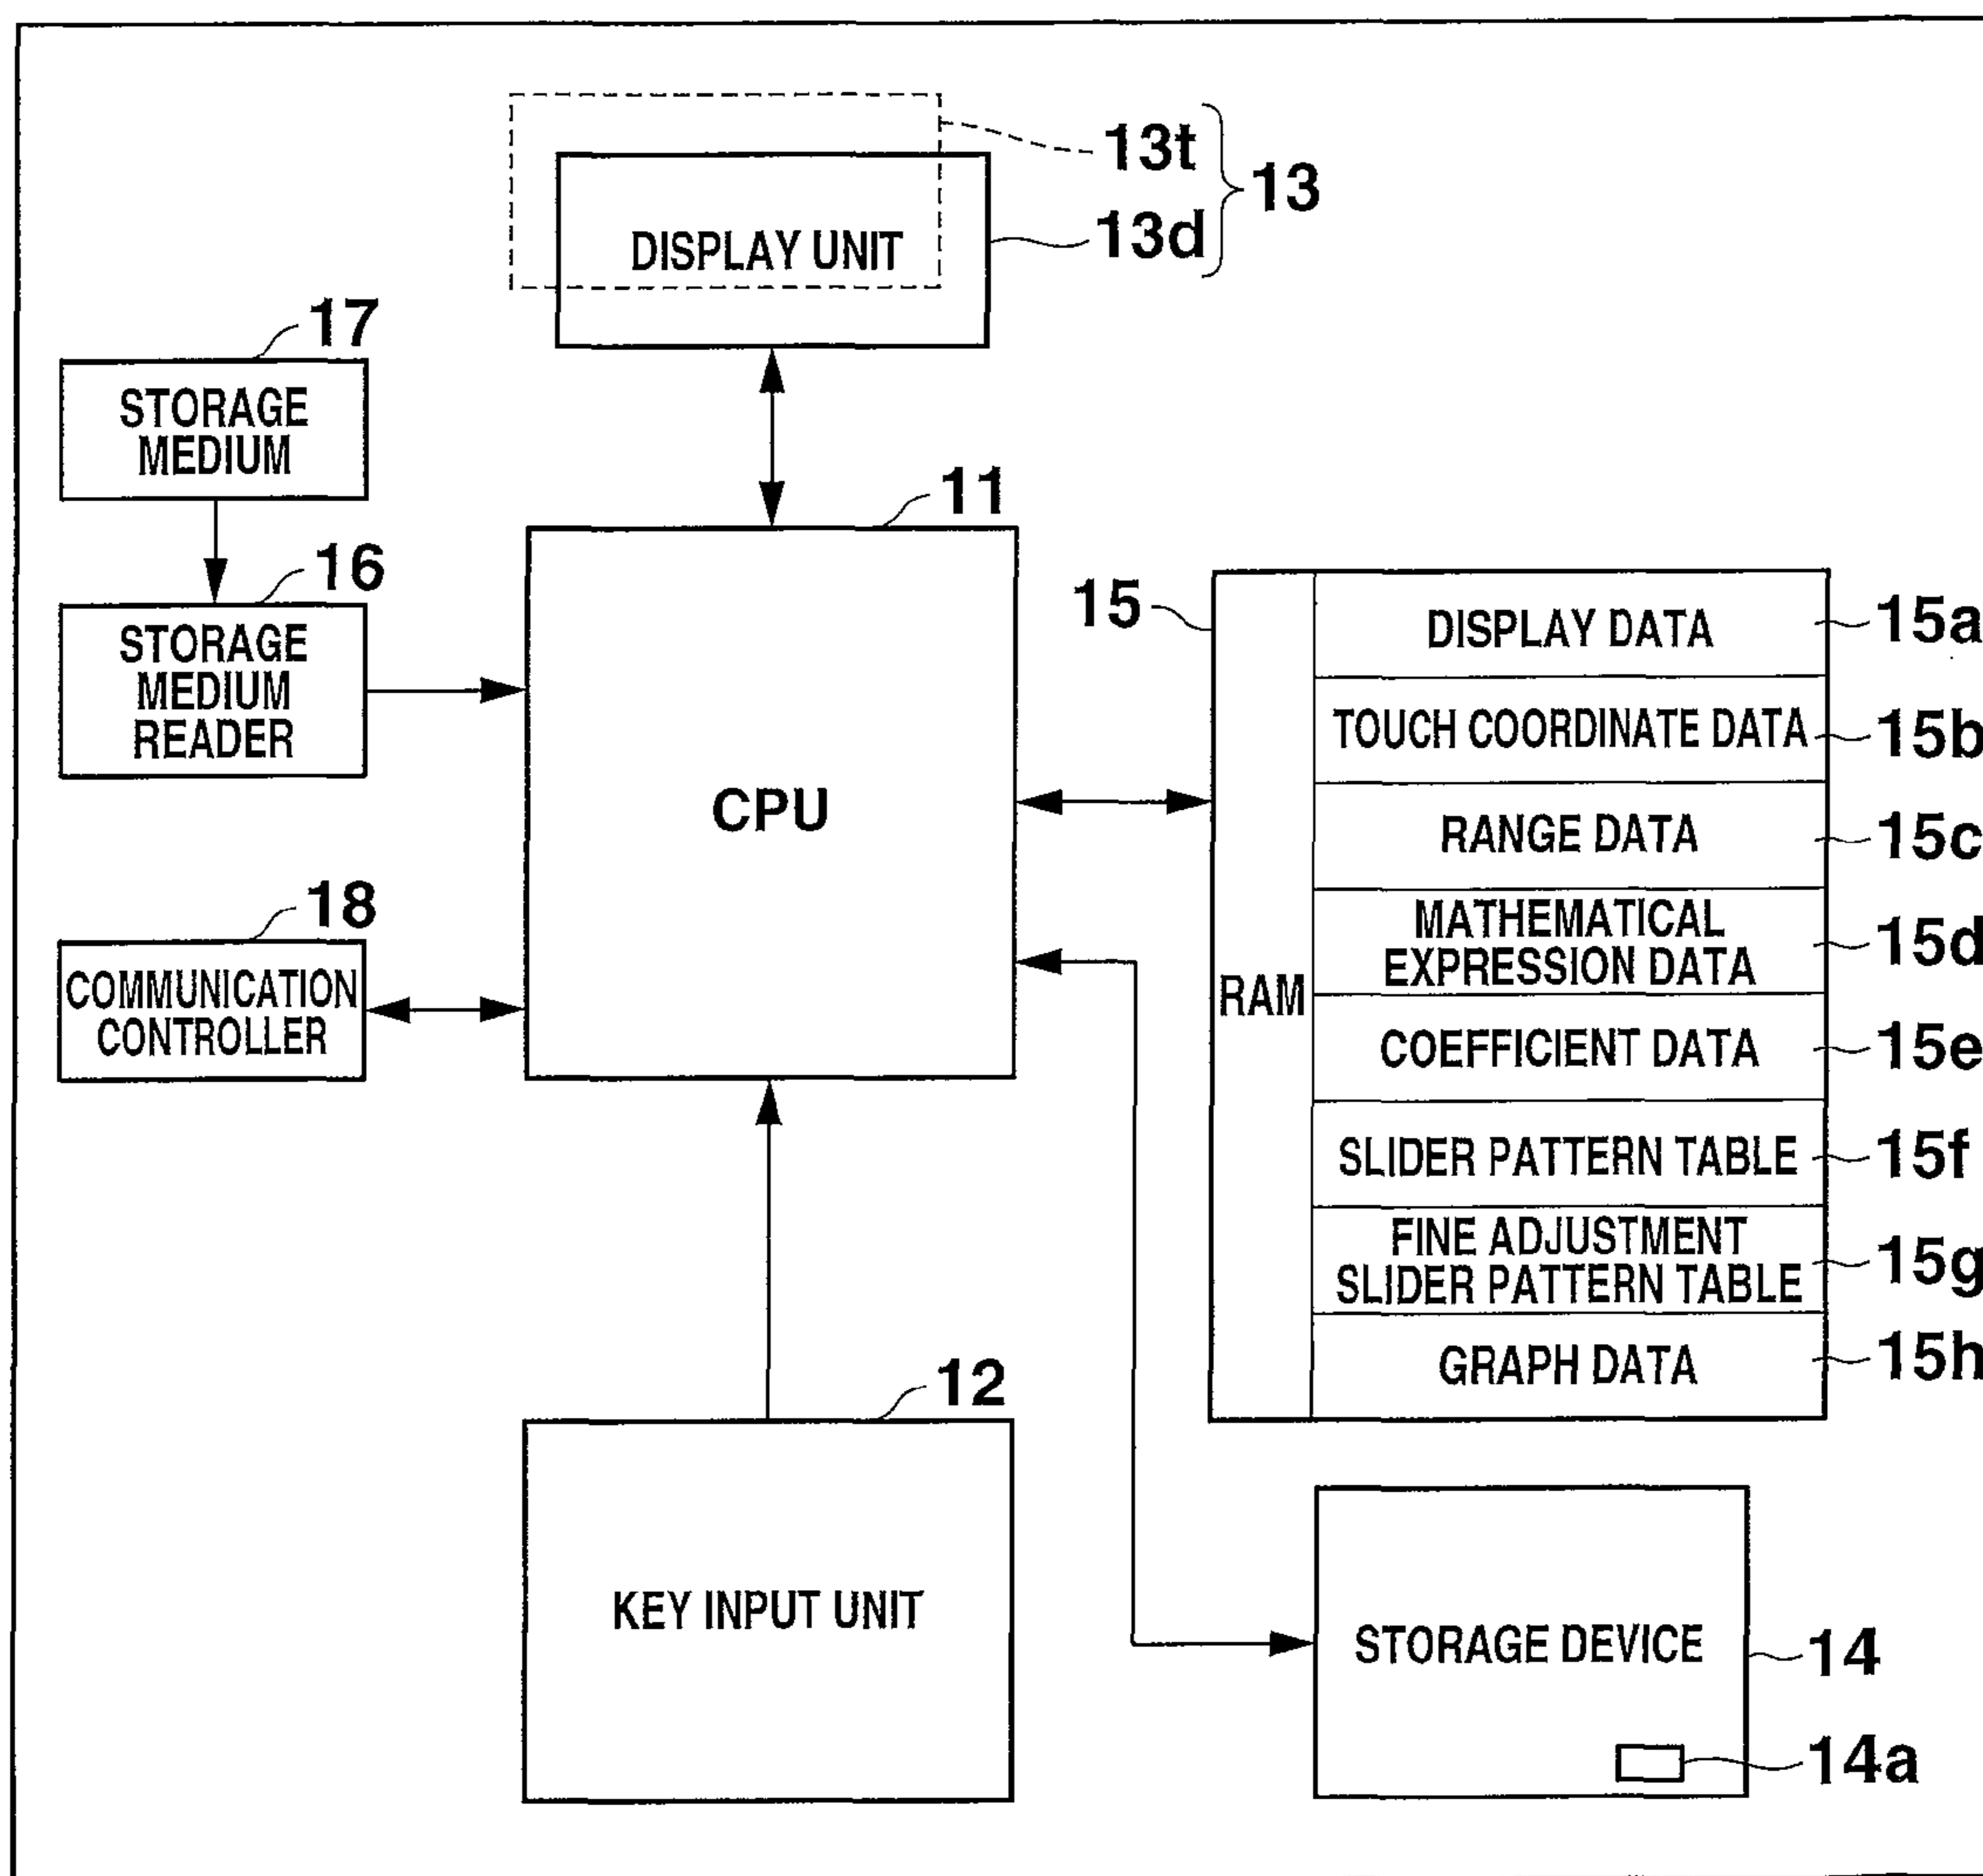 13t
13
13d
DISPLAY UNIT
17
STORAGE
MEDIUM
11
16
STORAGE
MEDIUM
READER
CPU
15
RAM
DISPLAY DATA
15a
TOUCH COORDINATE DATA
15b
RANGE DATA
15c
MATHEMATICAL
EXPRESSION DATA
15d
COEFFICIENT DATA
15e
SLIDER PATTERN TABLE
15f
FINE ADJUSTMENT
SLIDER PATTERN TABLE
15g
GRAPH DATA
15h
18
COMMUNICATION
CONTROLLER
12
KEY INPUT UNIT
STORAGE DEVICE
14
14a